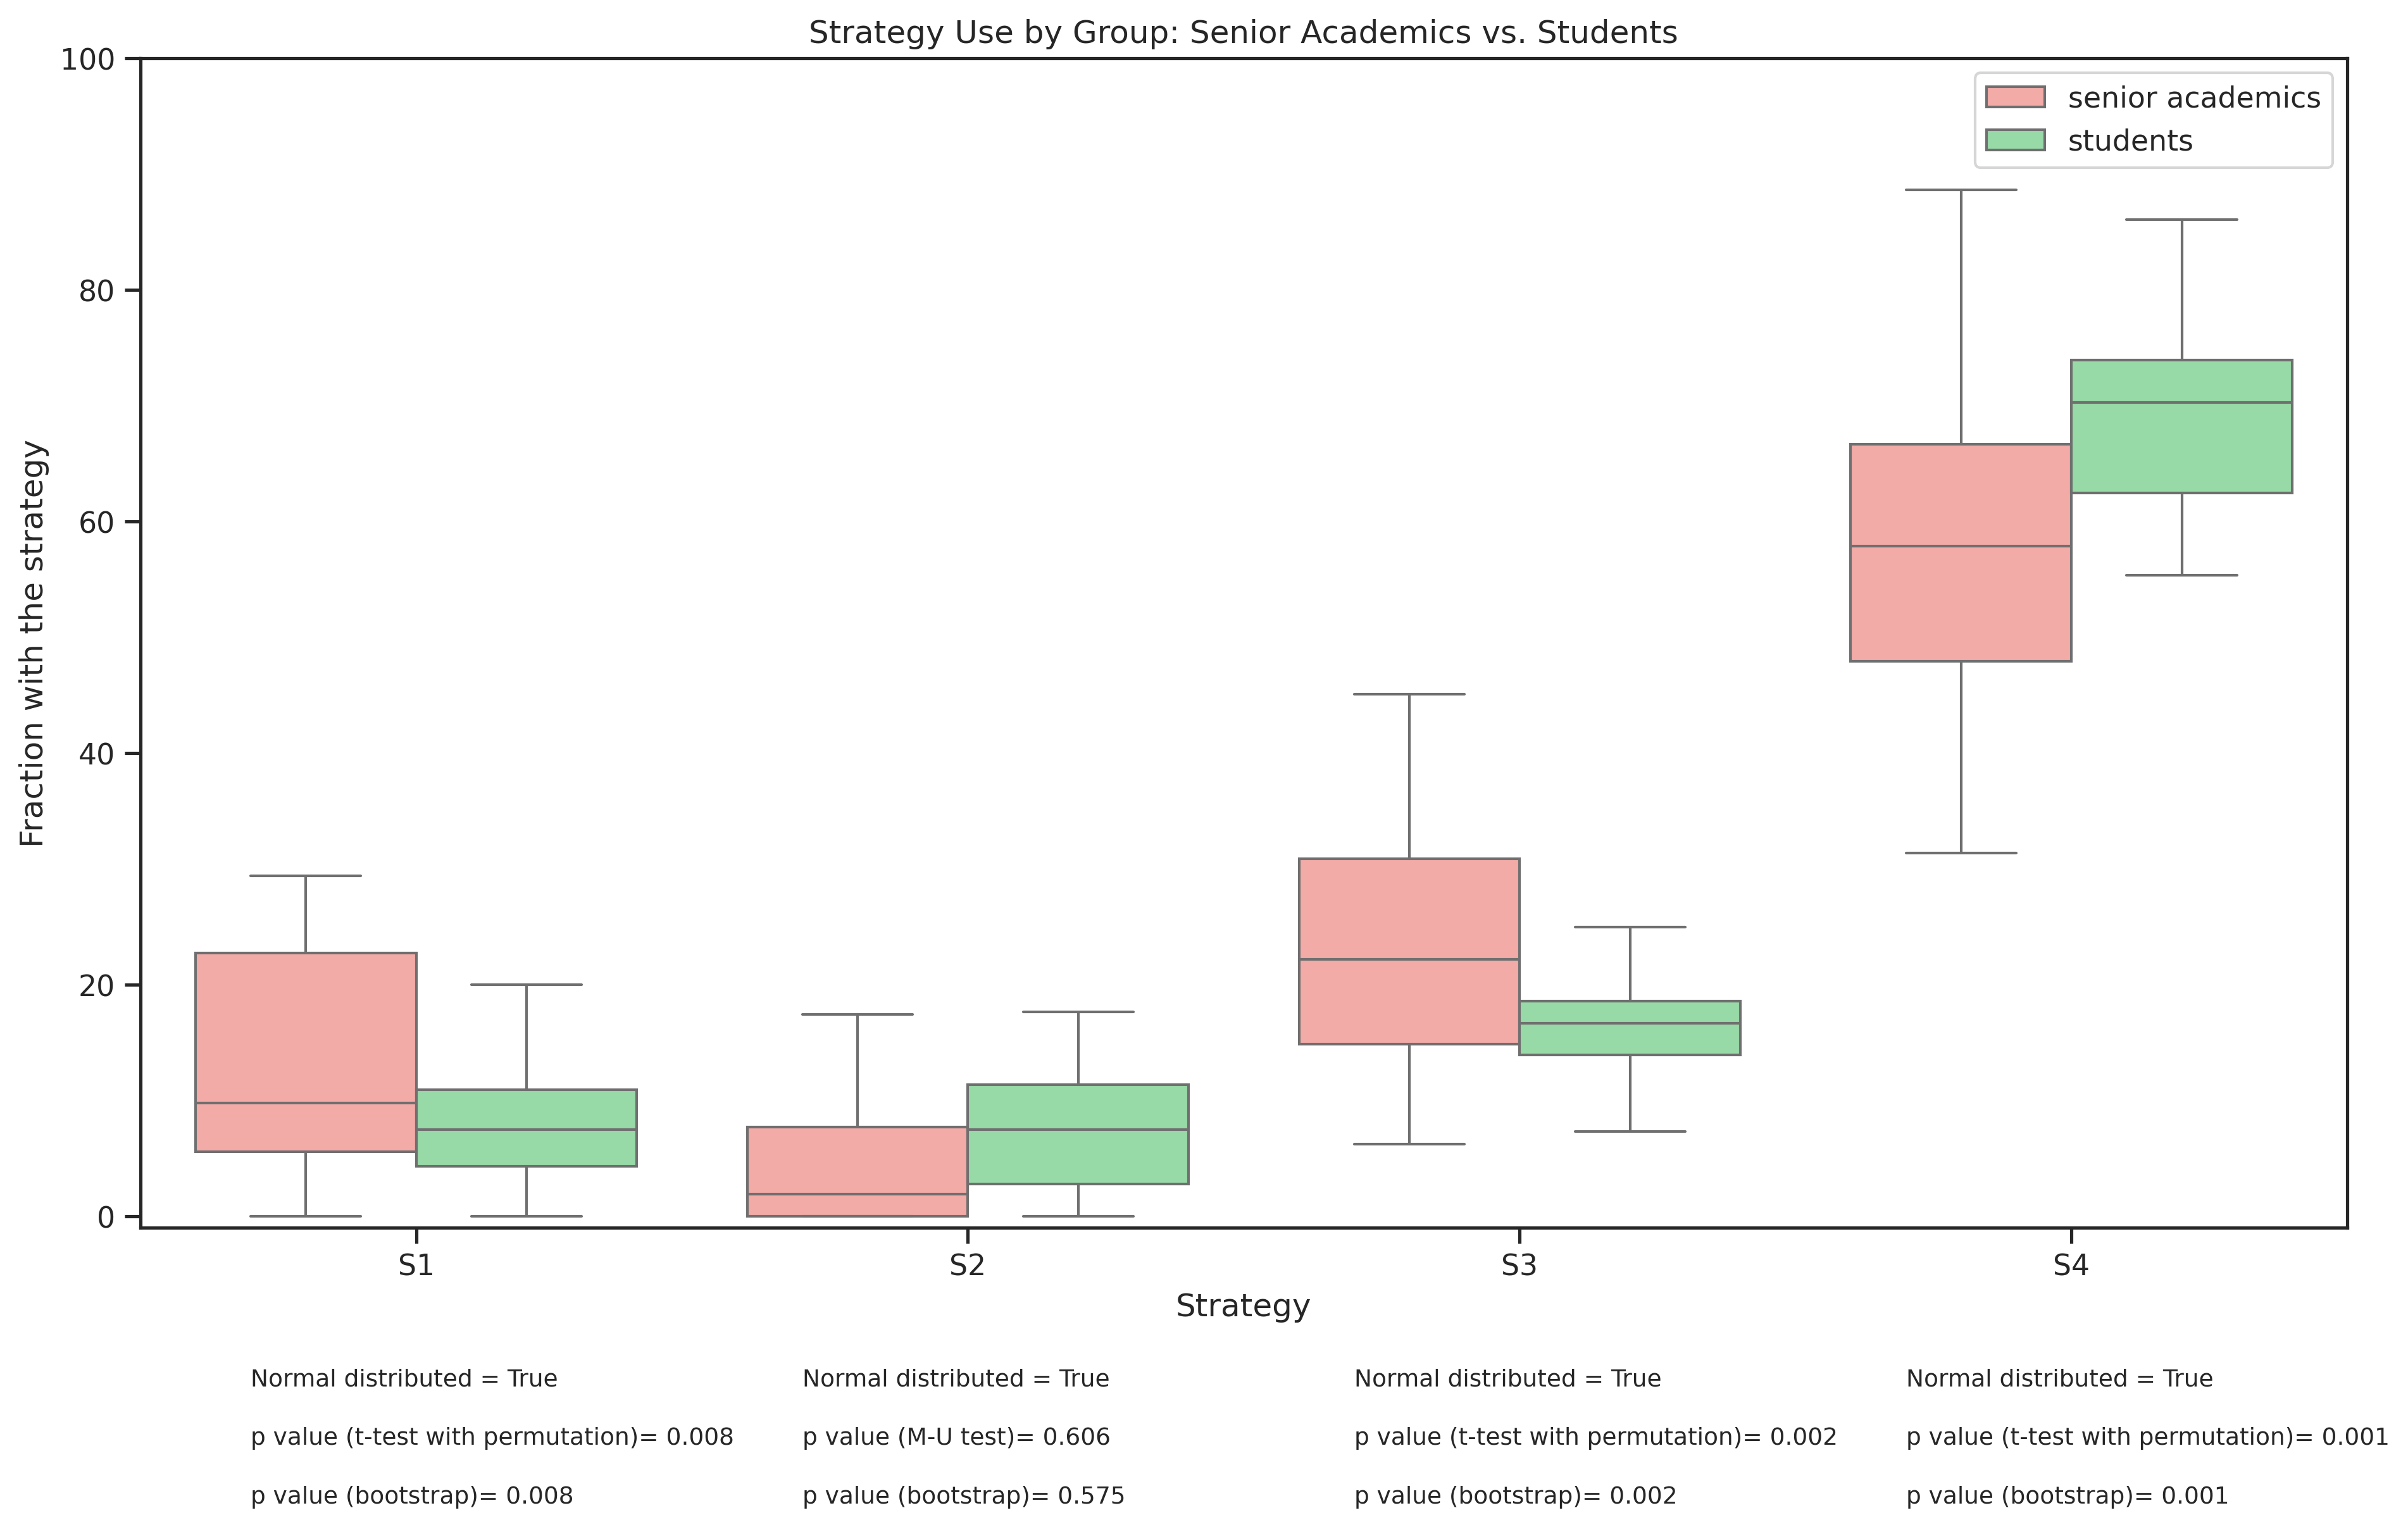 Strategy Use by Group: Senior Academics vs. Students
100
80
60
40
20
0
Fraction with the strategy
senior academics
students
S1
S2
S3
S4
Strategy
Normal distributed = True
p value (t-test with permutation)= 0.008
p value (bootstrap)= 0.008
Normal distributed = True
p value (M-U test)= 0.606
p value (bootstrap)= 0.575
Normal distributed = True
p value (t-test with permutation)= 0.002
p value (bootstrap)= 0.002
Normal distributed = True
p value (t-test with permutation)= 0.001
p value (bootstrap)= 0.001